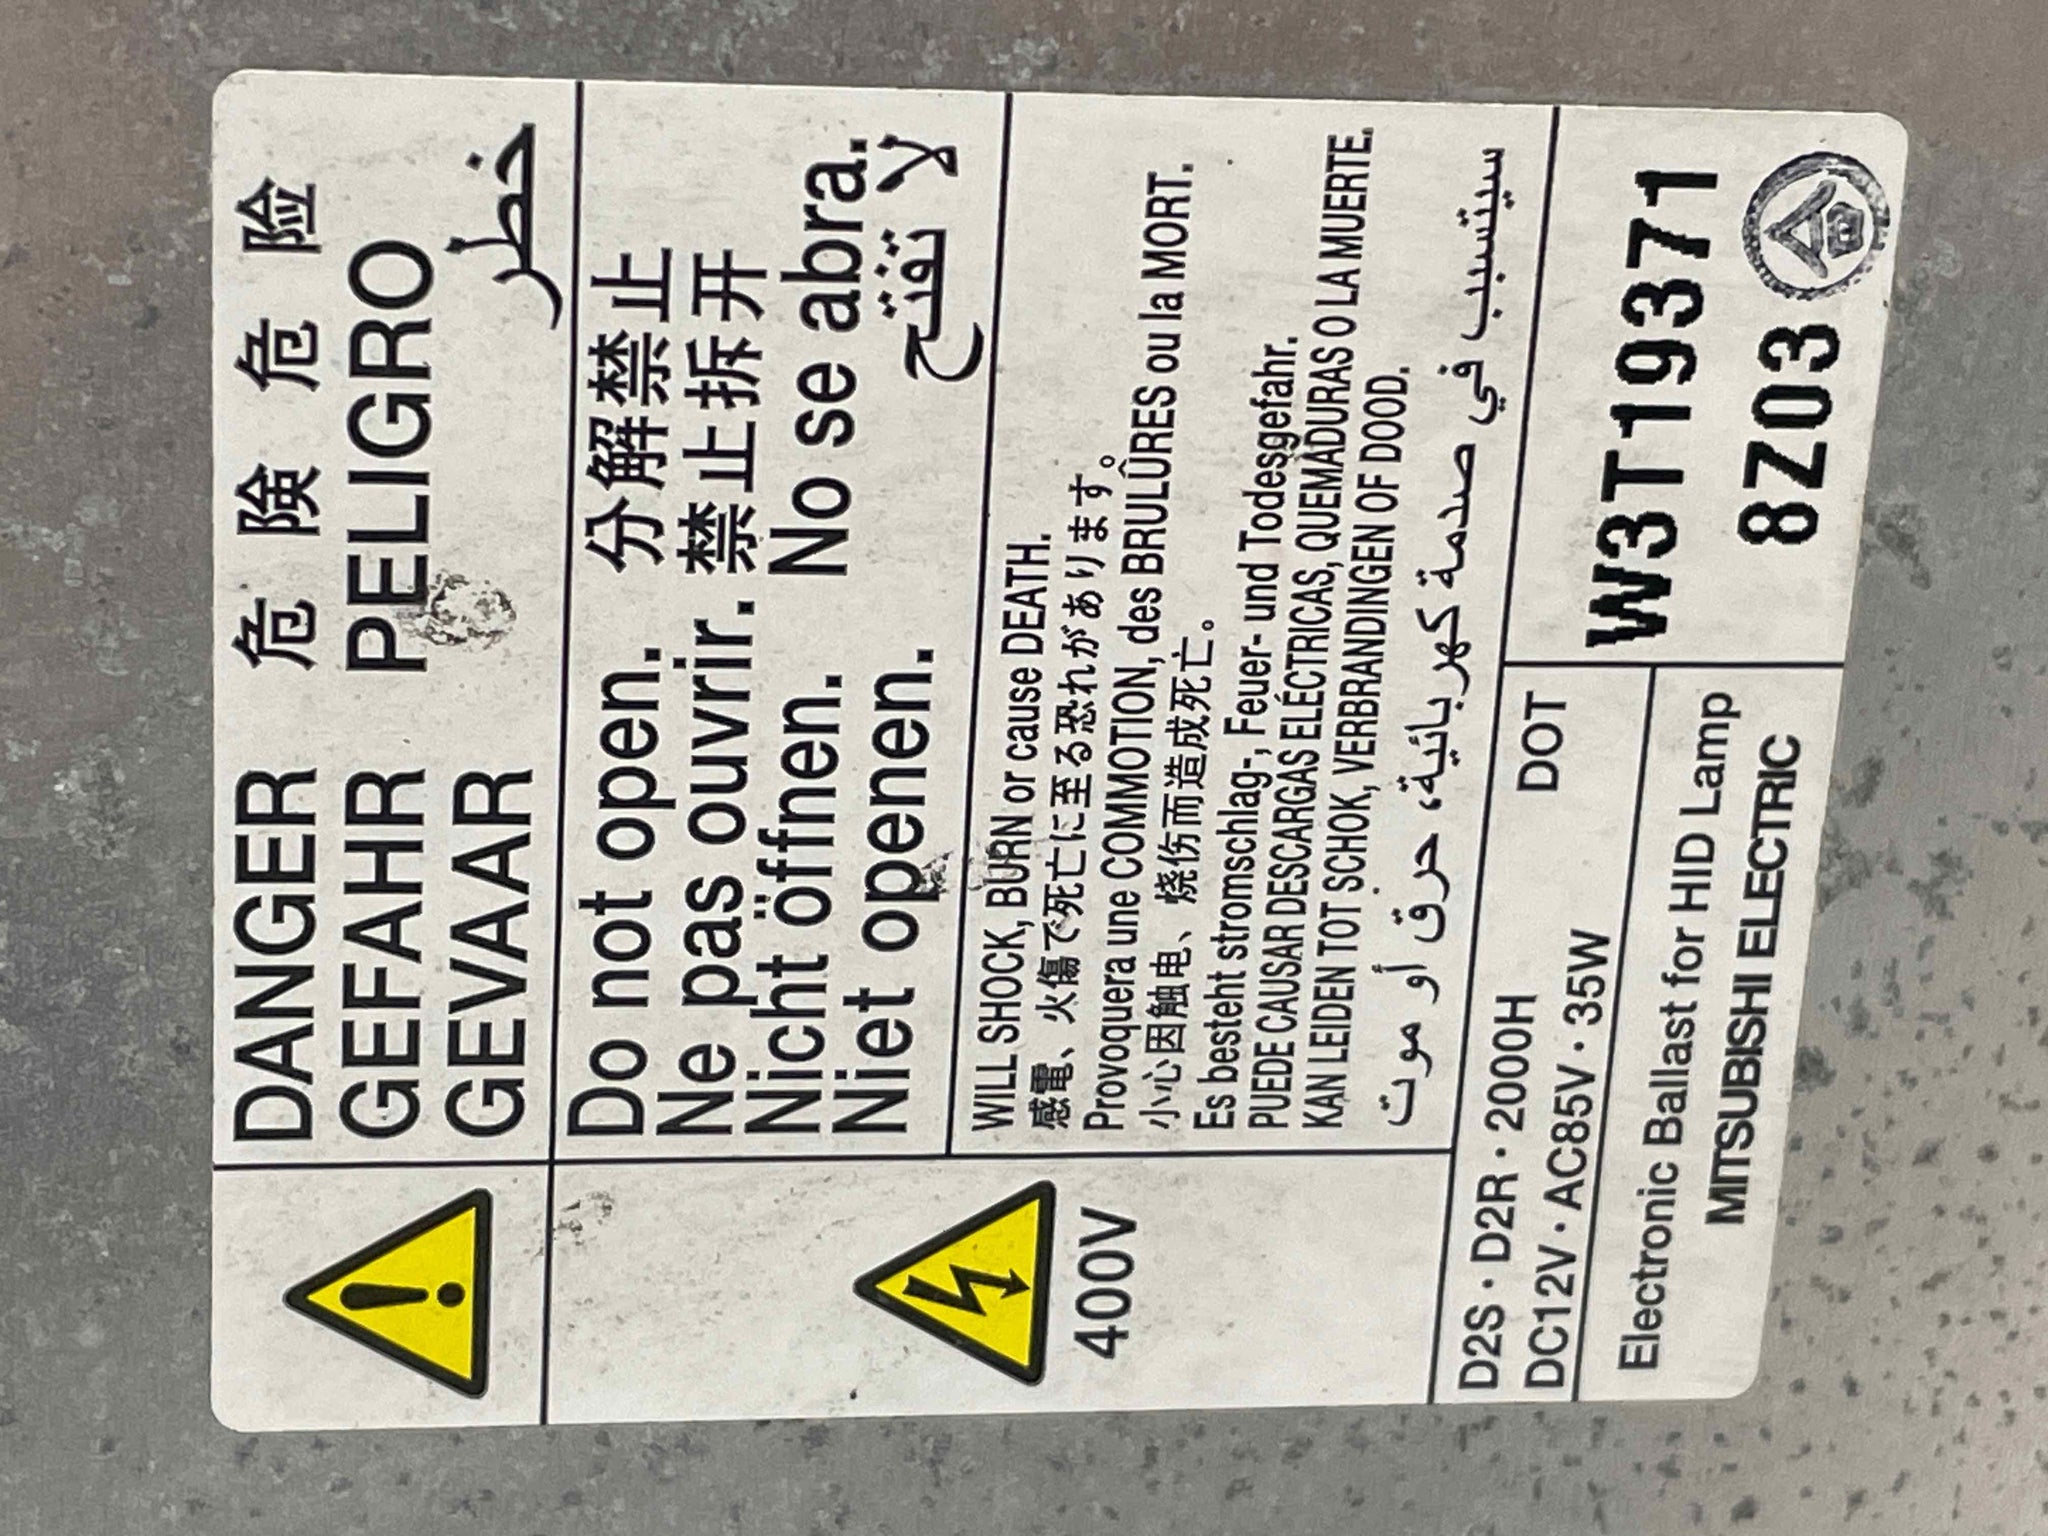 DANGER 危険 危险
GEFAHR PELIGRO
GEVAAR خطر
Do not open. 分解禁止
Ne pas ouvrir. 禁止拆开
Nicht öffnen. No se abra.
Niet openen. لا تفتح
400V
WILL SHOCK, BURN or cause DEATH.
感電、火傷で死亡に至る恐れがあります。
Provoquera une COMMOTION, des BRULÛRES ou la MORT.
小心因触电、烧伤而造成死亡。
Es besteht stromschlag-, Feuer- und Todesgefahr.
PUEDE CAUSAR DESCARGAS ELÉCTRICAS, QUEMADURAS O LA MUERTE.
KAN LEIDEN TOT SCHOK, VERBRANDINGEN OF DOOD.
سيتسبب في صدمة كهربائية، حرق أو موت
D2S · D2R · 2000H DOT
DC12V · AC85V · 35W
Electronic Ballast for HID Lamp
MITSUBISHI ELECTRIC
W3T19371
8Z03